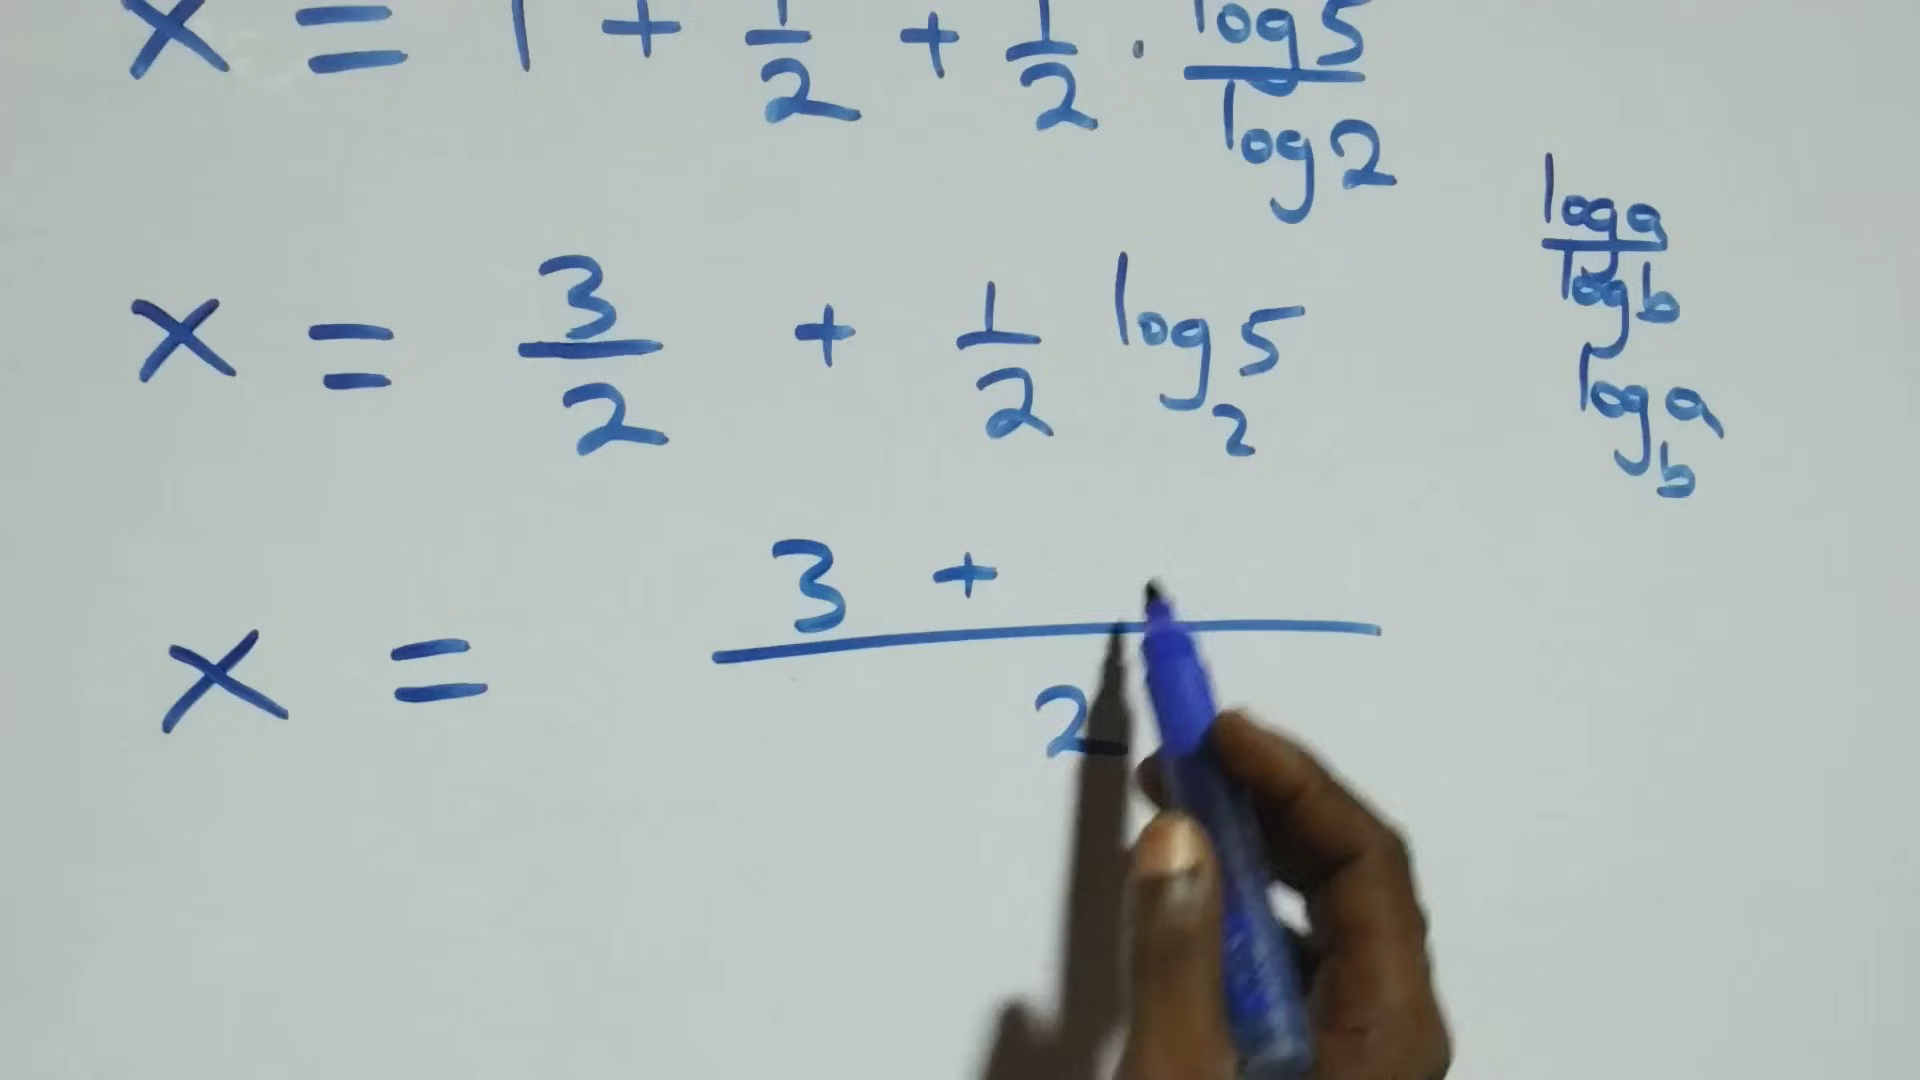 x = 1 + 1/2 + 1/2 · log5/log2
x = 3/2 + 1/2 log₂5
x = 3 + / 2
loga/logb
log_b a